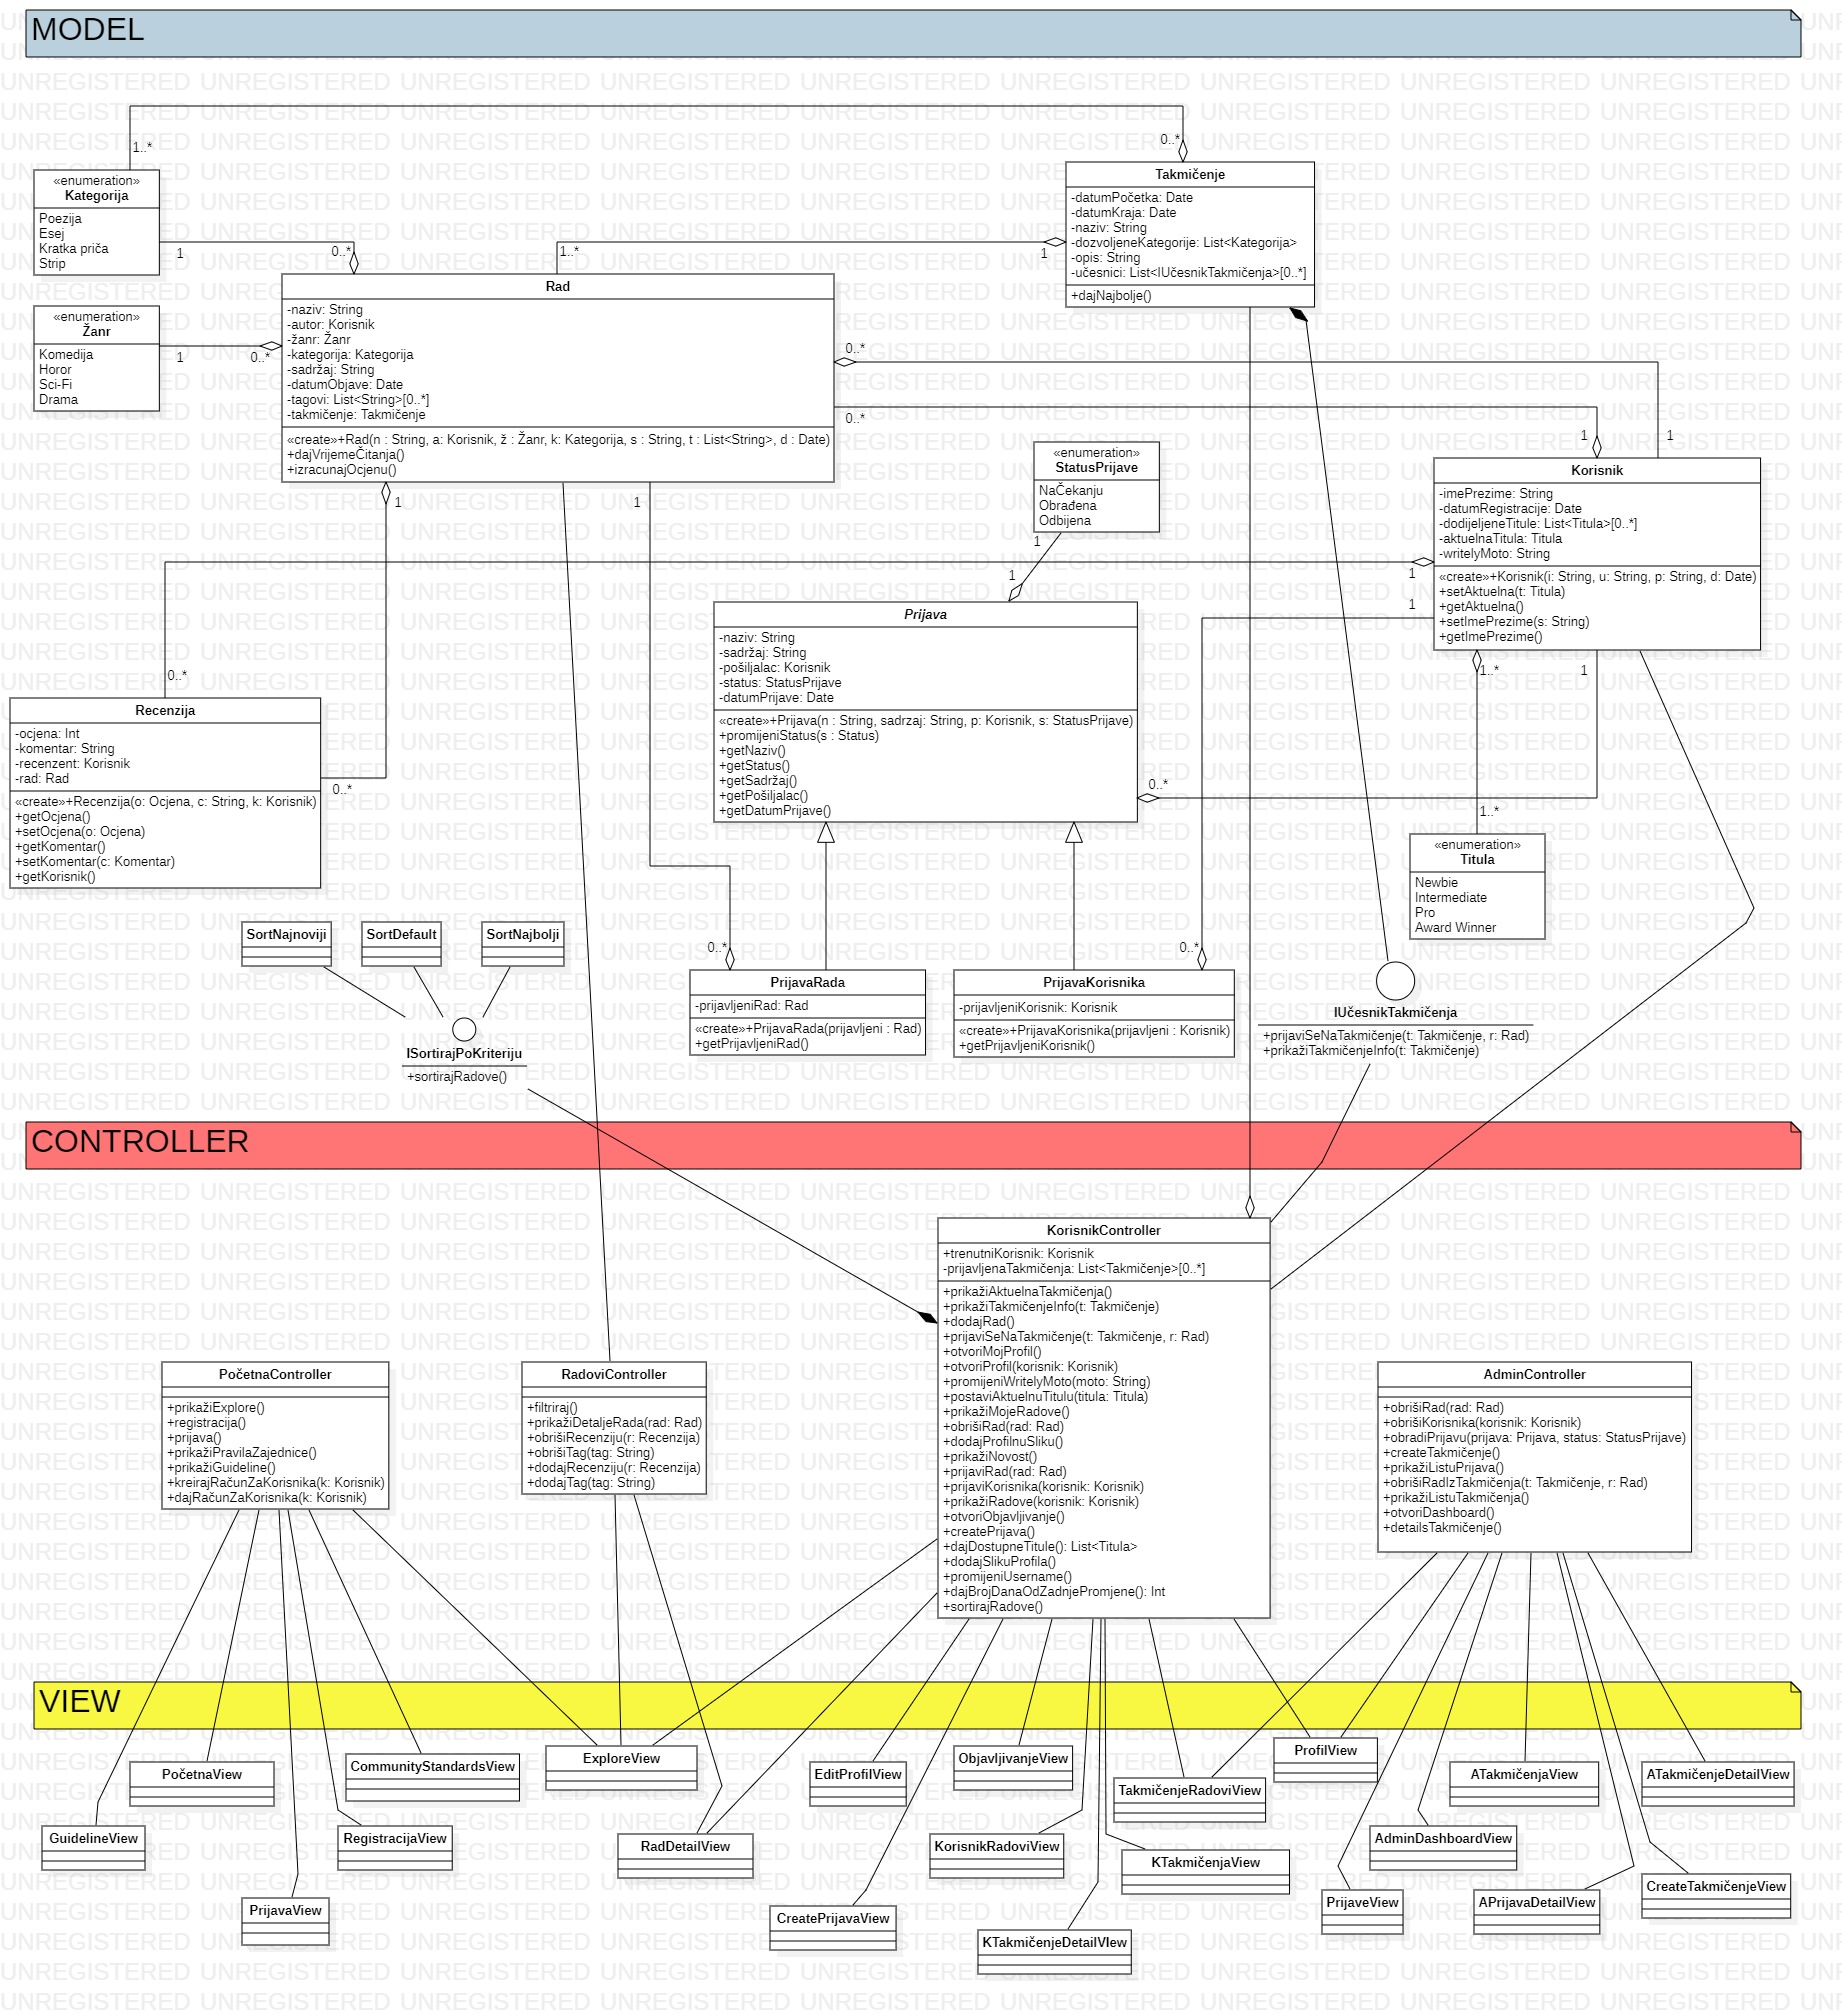 MODEL
1..*
0..*
«enumeration»
Kategorija
Poezija
Esej
Kratka priča
Strip
1
0..*
1..*
1
Takmičenje
-datumPočetka: Date
-datumKraja: Date
-naziv: String
-dozvoljeneKategorije: List<Kategorija>
-opis: String
-učesnici: List<IUčesnikTakmičenja>[0..*]
+dajNajbolje()
«enumeration»
Žanr
Komedija
Horor
Sci-Fi
Drama
1
0..*
Rad
-naziv: String
-autor: Korisnik
-žanr: Žanr
-kategorija: Kategorija
-sadržaj: String
-datumObjave: Date
-tagovi: List<String>[0..*]
-takmičenje: Takmičenje
«create»+Rad(n : String, a: Korisnik, ž : Žanr, k: Kategorija, s : String, t : List<String>, d : Date)
+dajVrijemeČitanja()
+izracunajOcjenu()
0..*
0..*
1
1
1
1
«enumeration»
StatusPrijave
NaČekanju
Obrađena
Odbijena
1
1
Korisnik
-imePrezime: String
-datumRegistracije: Date
-dodijeljeneTitule: List<Titula>[0..*]
-aktuelnaTitula: Titula
-writelyMoto: String
«create»+Korisnik(i: String, u: String, p: String, d: Date)
+setAktuelna(t: Titula)
+getAktuelna()
+setImePrezime(s: String)
+getImePrezime()
1
1
1..*
1
Prijava
-naziv: String
-sadržaj: String
-pošiljalac: Korisnik
-status: StatusPrijave
-datumPrijave: Date
«create»+Prijava(n : String, sadrzaj: String, p: Korisnik, s: StatusPrijave)
+promijeniStatus(s : Status)
+getNaziv()
+getStatus()
+getSadržaj()
+getPošiljalac()
+getDatumPrijave()
0..*
0..*
Recenzija
-ocjena: Int
-komentar: String
-recenzent: Korisnik
-rad: Rad
«create»+Recenzija(o: Ocjena, c: String, k: Korisnik)
+getOcjena()
+setOcjena(o: Ocjena)
+getKomentar()
+setKomentar(c: Komentar)
+getKorisnik()
0..*
1..*
«enumeration»
Titula
Newbie
Intermediate
Pro
Award Winner
SortNajnoviji
SortDefault
SortNajbolji
0..*
0..*
PrijavaRada
-prijavljeniRad: Rad
«create»+PrijavaRada(prijavljeni : Rad)
+getPrijavljeniRad()
PrijavaKorisnika
-prijavljeniKorisnik: Korisnik
«create»+PrijavaKorisnika(prijavljeni : Korisnik)
+getPrijavljeniKorisnik()
IUčesnikTakmičenja
+prijaviSeNaTakmičenje(t: Takmičenje, r: Rad)
+prikažiTakmičenjeInfo(t: Takmičenje)
ISortirajPoKriteriju
+sortirajRadove()
CONTROLLER
KorisnikController
+trenutniKorisnik: Korisnik
-prijavljenaTakmičenja: List<Takmičenje>[0..*]
+prikažiAktuelnaTakmičenja()
+prikažiTakmičenjeInfo(t: Takmičenje)
+dodajRad()
+prijaviSeNaTakmičenje(t: Takmičenje, r: Rad)
+otvoriMojProfil()
+otvoriProfil(korisnik: Korisnik)
+promijeniWritelyMoto(moto: String)
+postaviAktuelnuTitulu(titula: Titula)
+prikažiMojeRadove()
+obrišiRad(rad: Rad)
+dodajProfilnuSliku()
+prikažiNovost()
+prijaviRad(rad: Rad)
+prijaviKorisnika(korisnik: Korisnik)
+prikažiRadove(korisnik: Korisnik)
+otvoriObjavljivanje()
+createPrijava()
+dajDostupneTitule(): List<Titula>
+dodajSlikuProfila()
+promijeniUsername()
+dajBrojDanaOdZadnjePromjene(): Int
+sortirajRadove()
PočetnaController
+prikažiExplore()
+registracija()
+prijava()
+prikažiPravilaZajednice()
+prikažiGuideline()
+kreirajRačunZaKorisnika(k: Korisnik)
+dajRačunZaKorisnika(k: Korisnik)
RadoviController
+filtriraj()
+prikažiDetaljeRada(rad: Rad)
+obrišiRecenziju(r: Recenzija)
+obrišiTag(tag: String)
+dodajRecenziju(r: Recenzija)
+dodajTag(tag: String)
AdminController
+obrišiRad(rad: Rad)
+obrišiKorisnika(korisnik: Korisnik)
+obradiPrijavu(prijava: Prijava, status: StatusPrijave)
+createTakmičenje()
+prikažiListuPrijava()
+obrišiRadIzTakmičenja(t: Takmičenje, r: Rad)
+prikažiListuTakmičenja()
+otvoriDashboard()
+detailsTakmičenje()
VIEW
PočetnaView
CommunityStandardsView
ExploreView
EditProfilView
ObjavljivanjeView
TakmičenjeRadoviView
ProfilView
ATakmičenjaView
ATakmičenjeDetailView
GuidelineView
RegistracijaView
RadDetailView
KorisnikRadoviView
KTakmičenjaView
AdminDashboardView
PrijavaView
CreatePrijavaView
KTakmičenjeDetailVIew
PrijaveView
APrijavaDetailView
CreateTakmičenjeView